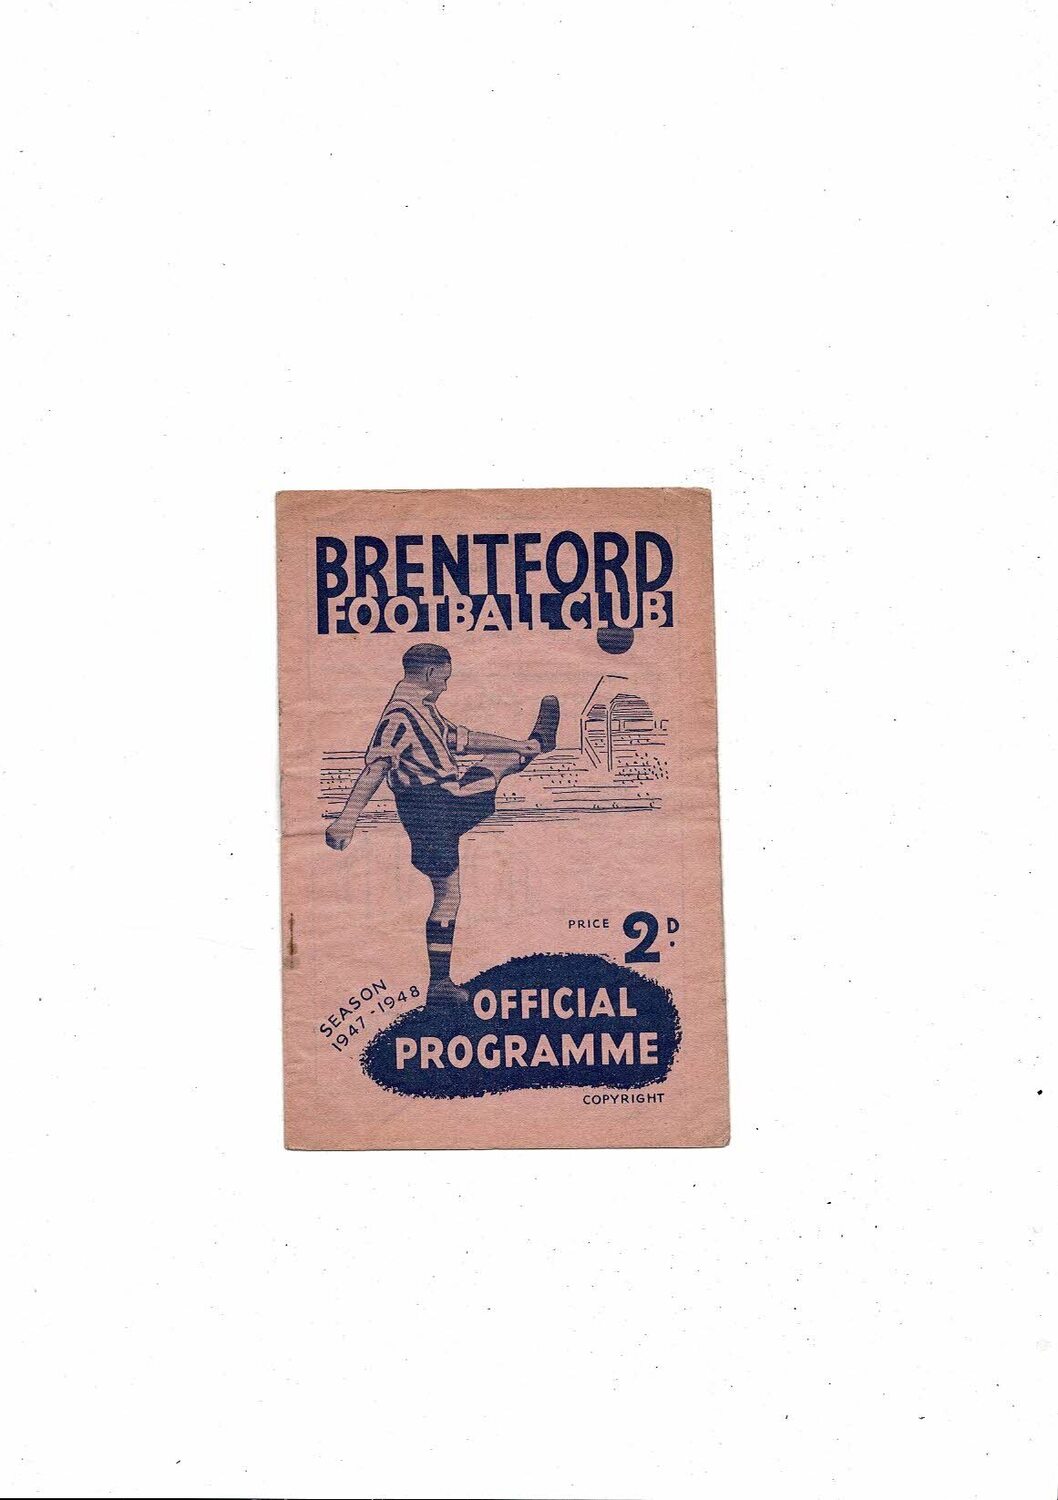 BRENTFORD
FOOTBALL CLUB
PRICE 2D.
SEASON
1947-1948
OFFICIAL
PROGRAMME
COPYRIGHT